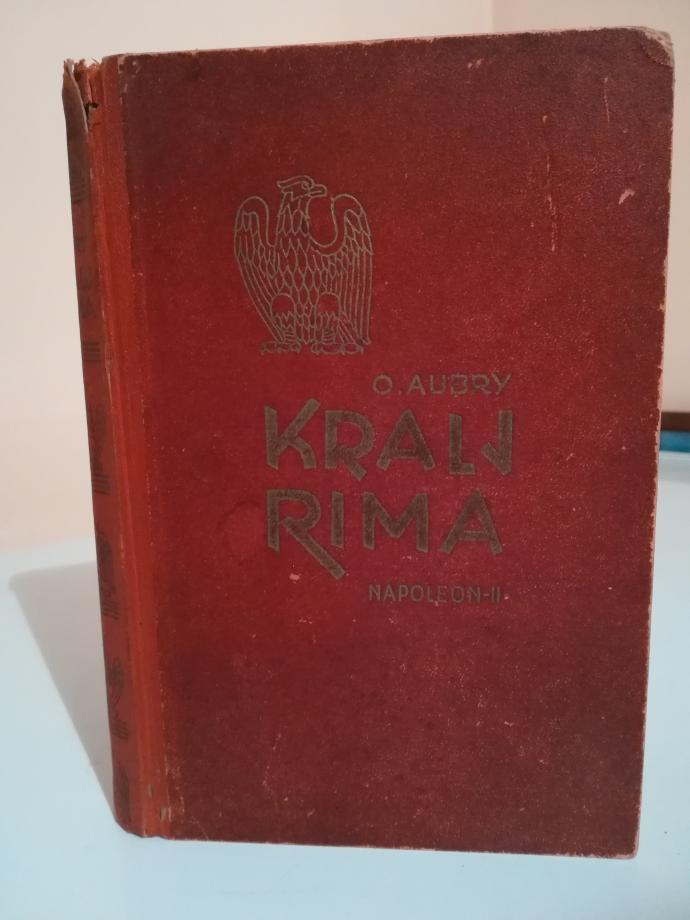 O. AUBRY
KRALJ
RIMA
NAPOLEON-II-